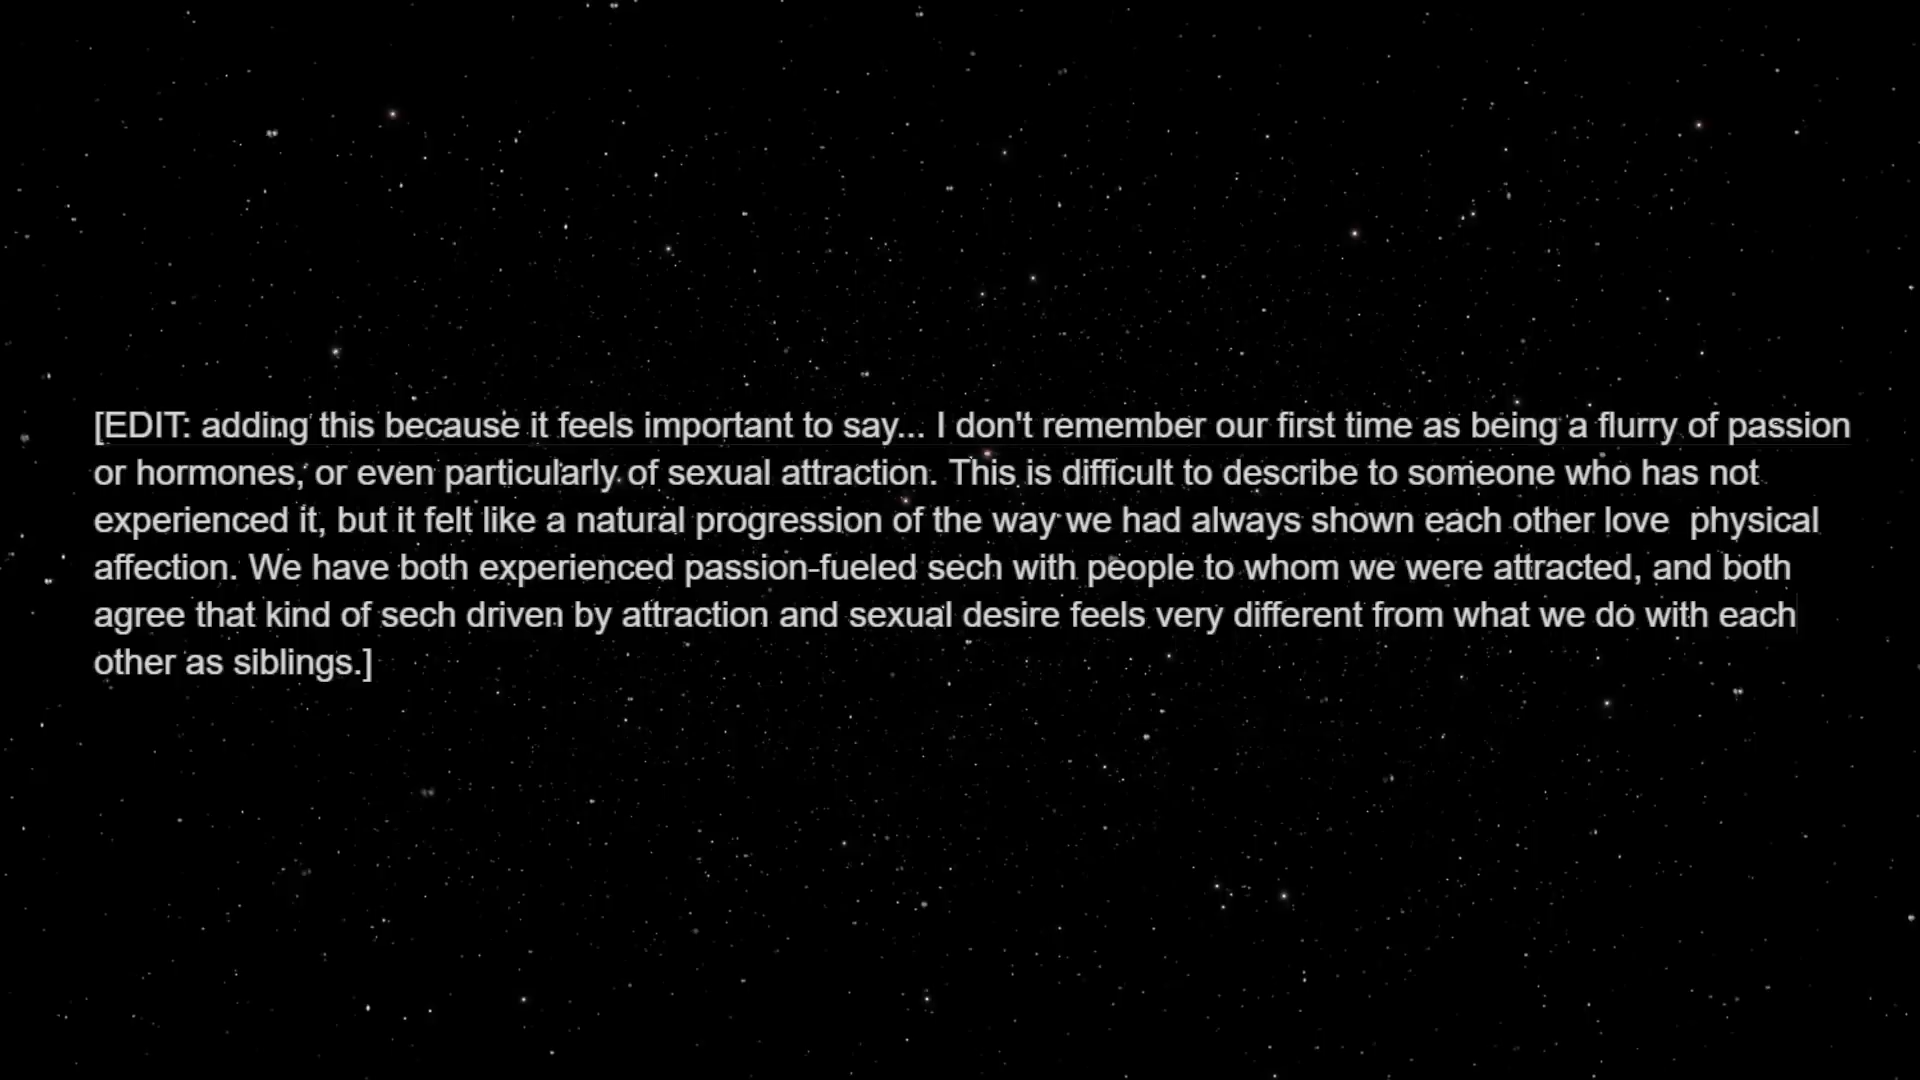 [EDIT: adding this because it feels important to say... I don't remember our first time as being a flurry of passion
or hormones, or even particularly of sexual attraction. This is difficult to describe to someone who has not
experienced it, but it felt like a natural progression of the way we had always shown each other love  physical
affection. We have both experienced passion-fueled sech with people to whom we were attracted, and both
agree that kind of sech driven by attraction and sexual desire feels very different from what we do with each
other as siblings.]